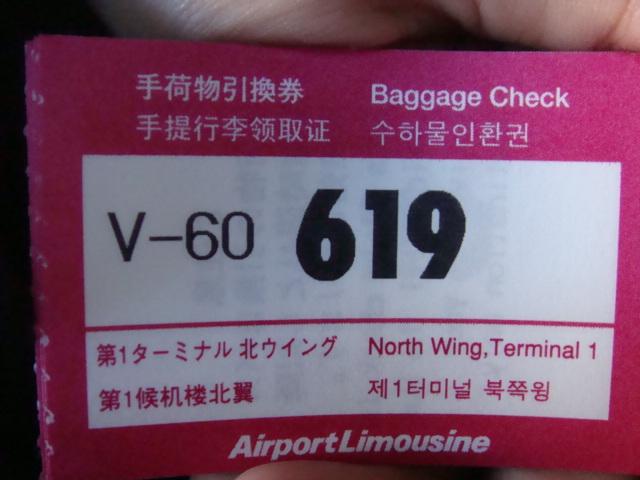 手荷物引換券 Baggage Check
手提行李领取证 수하물인환권
V-60 619
第1ターミナル 北ウイング North Wing,Terminal 1
第1候机楼北翼 제1터미널 북쪽윙
Airport Limousine